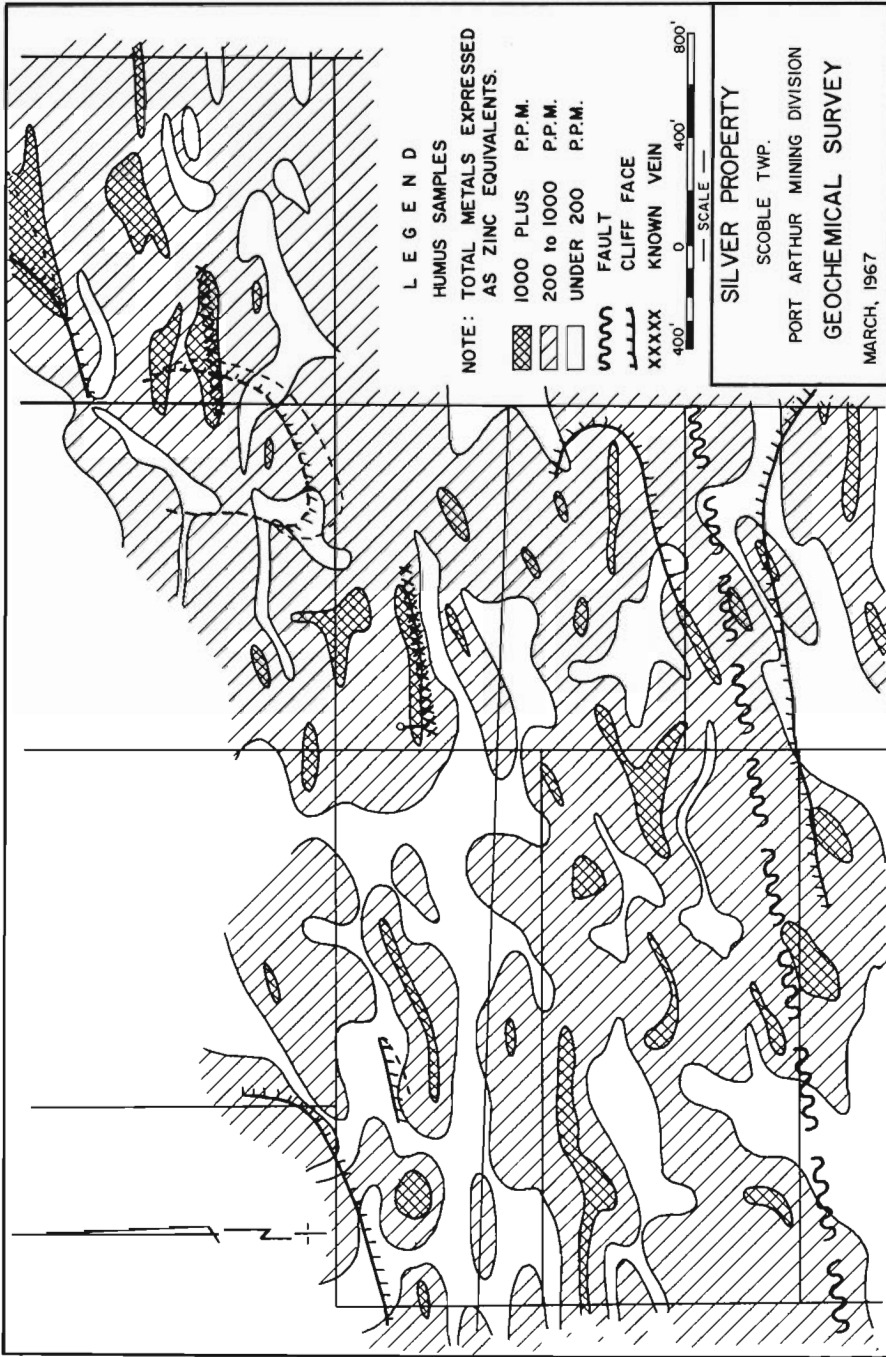 LEGEND
HUMUS SAMPLES
NOTE: TOTAL METALS EXPRESSED
AS ZINC EQUIVALENTS.
1000 PLUS P.P.M.
200 to 1000 P.P.M.
UNDER 200 P.P.M.
FAULT
CLIFF FACE
XXXXX KNOWN VEIN
400' 0 400' 800'
— SCALE —
SILVER PROPERTY
SCOBLE TWP.
PORT ARTHUR MINING DIVISION
GEOCHEMICAL SURVEY
MARCH, 1967
N